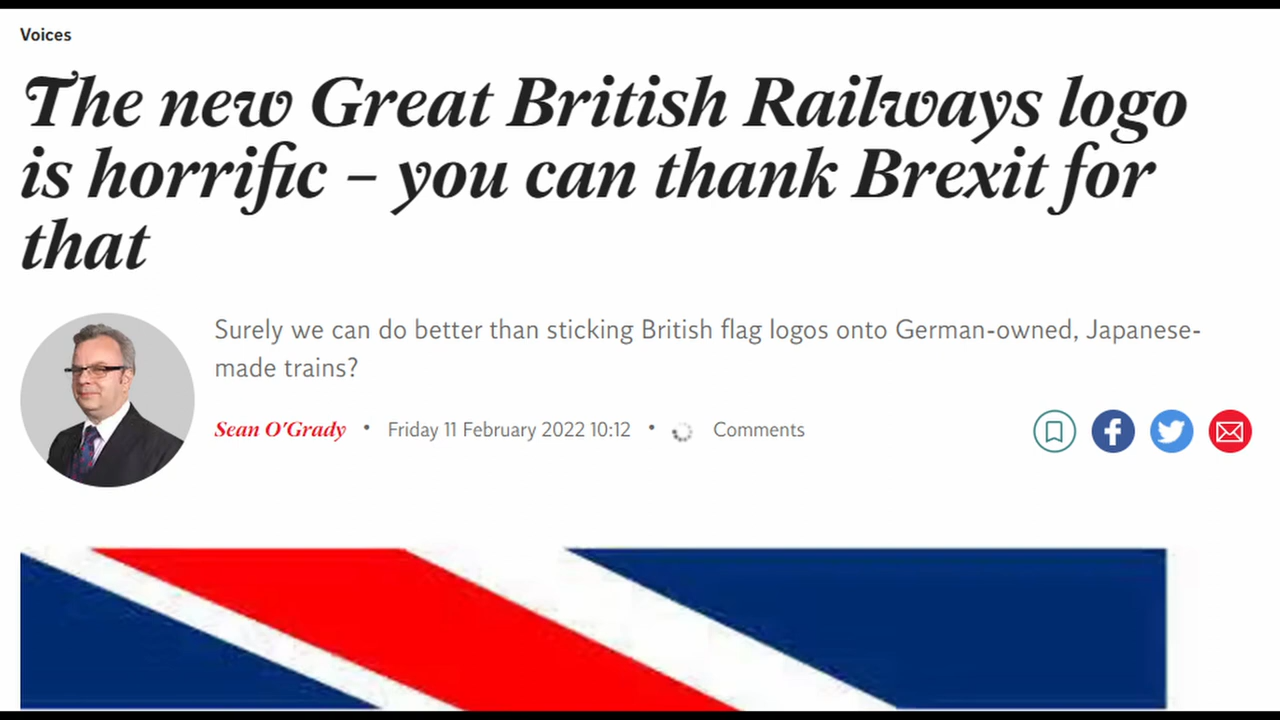 Voices
The new Great British Railways logo
is horrific – you can thank Brexit for
that
Surely we can do better than sticking British flag logos onto German-owned, Japanese-
made trains?
Sean O'Grady • Friday 11 February 2022 10:12 • Comments